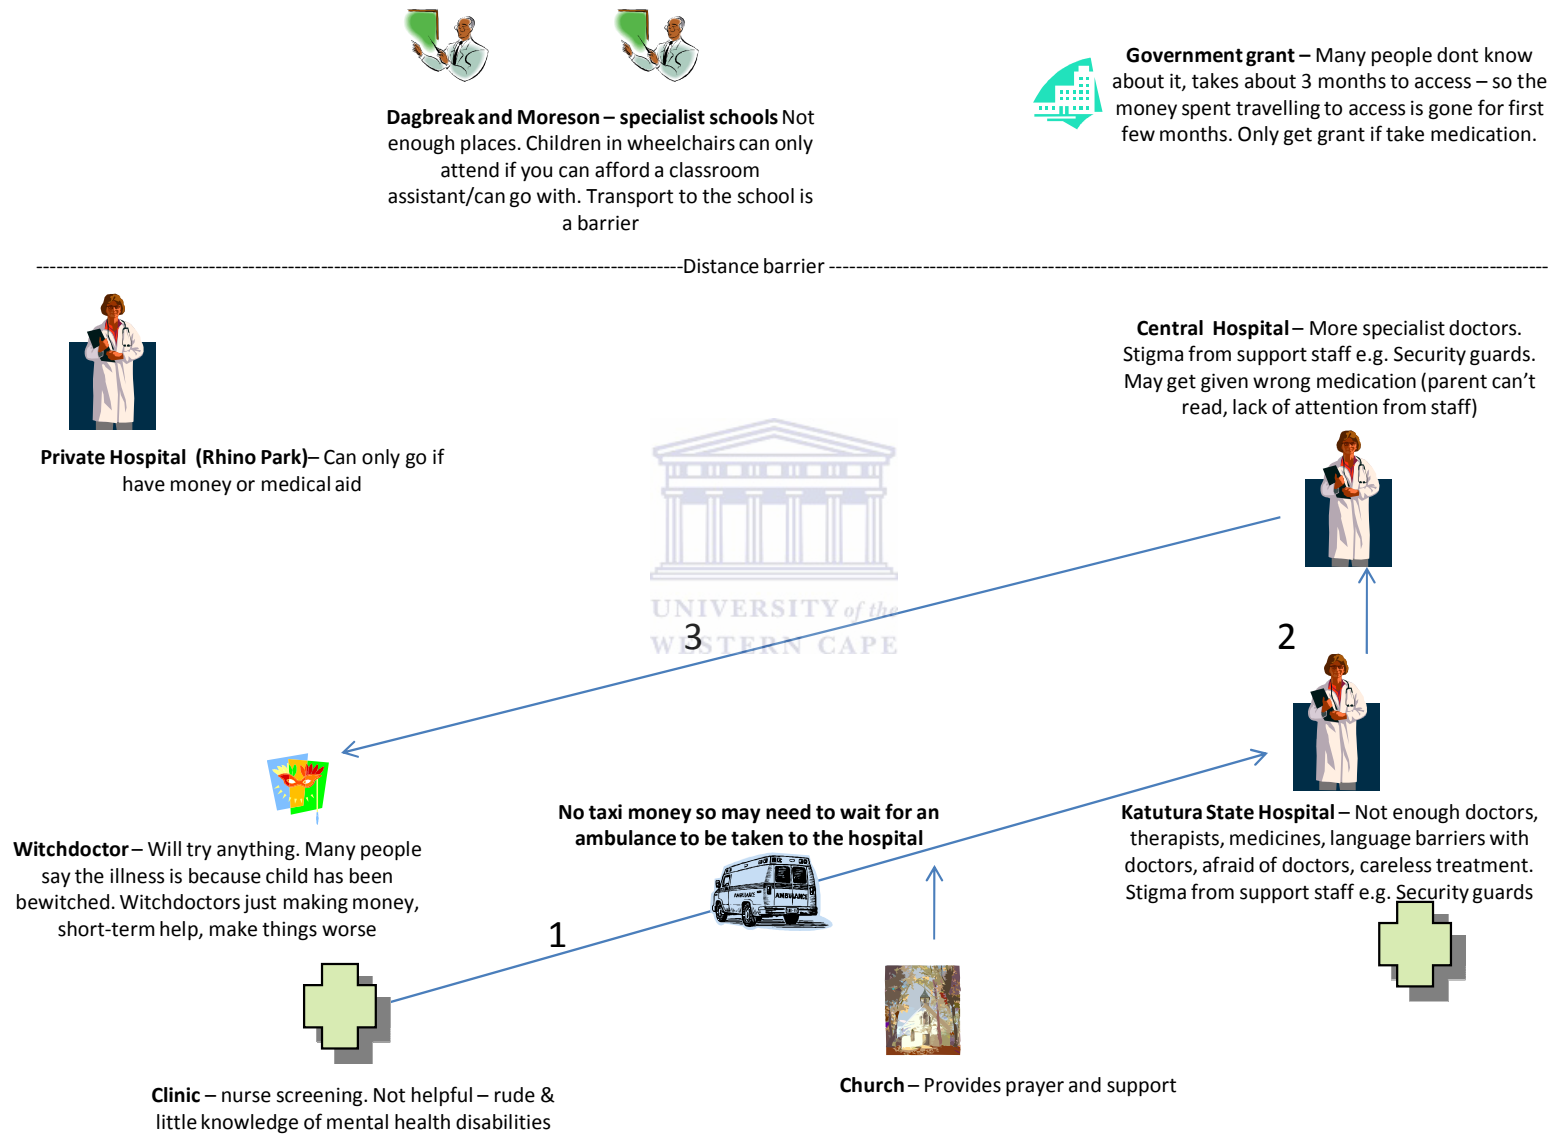 Government grant – Many people dont know
about it, takes about 3 months to access – so the
money spent travelling to access is gone for first
few months. Only get grant if take medication.
Dagbreak and Moreson – specialist schools Not
enough places. Children in wheelchairs can only
attend if you can afford a classroom
assistant/can go with. Transport to the school is
a barrier
Distance barrier
Central Hospital – More specialist doctors.
Stigma from support staff e.g. Security guards.
May get given wrong medication (parent can't
read, lack of attention from staff)
Private Hospital (Rhino Park)– Can only go if
have money or medical aid
UNIVERSITY of the
WESTERN CAPE
3
2
No taxi money so may need to wait for an
ambulance to be taken to the hospital
AMBULANCE
AMBULANCE
Katutura State Hospital – Not enough doctors,
therapists, medicines, language barriers with
doctors, afraid of doctors, careless treatment.
Stigma from support staff e.g. Security guards
Witchdoctor – Will try anything. Many people
say the illness is because child has been
bewitched. Witchdoctors just making money,
short-term help, make things worse
1
Church – Provides prayer and support
Clinic – nurse screening. Not helpful – rude &
little knowledge of mental health disabilities